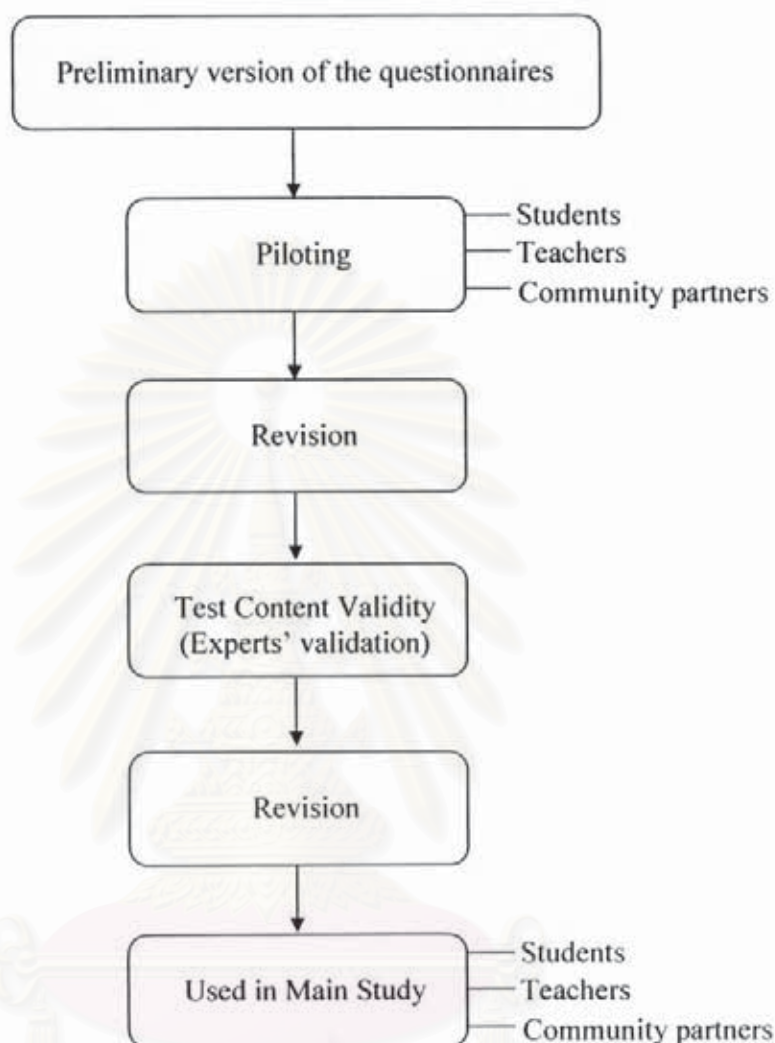 Preliminary version of the questionnaires
Piloting
Students
Teachers
Community partners
Revision
Test Content Validity
(Experts' validation)
Revision
Used in Main Study
Students
Teachers
Community partners